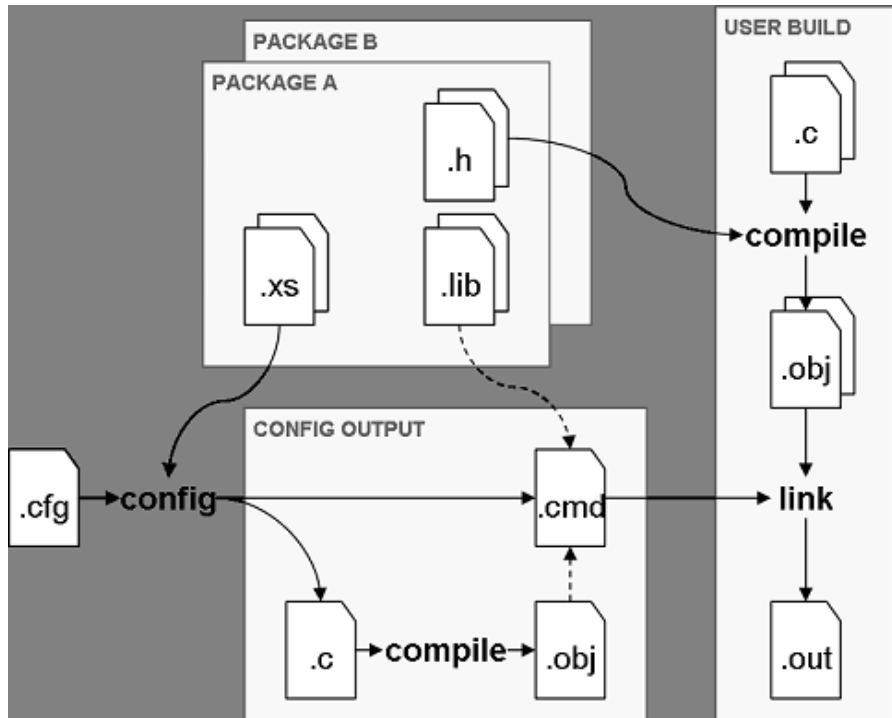 PACKAGE B
PACKAGE A
.h
.xs
.lib
USER BUILD
.c
compile
.obj
link
.out
CONFIG OUTPUT
.cfg
config
.cmd
.c
compile
.obj